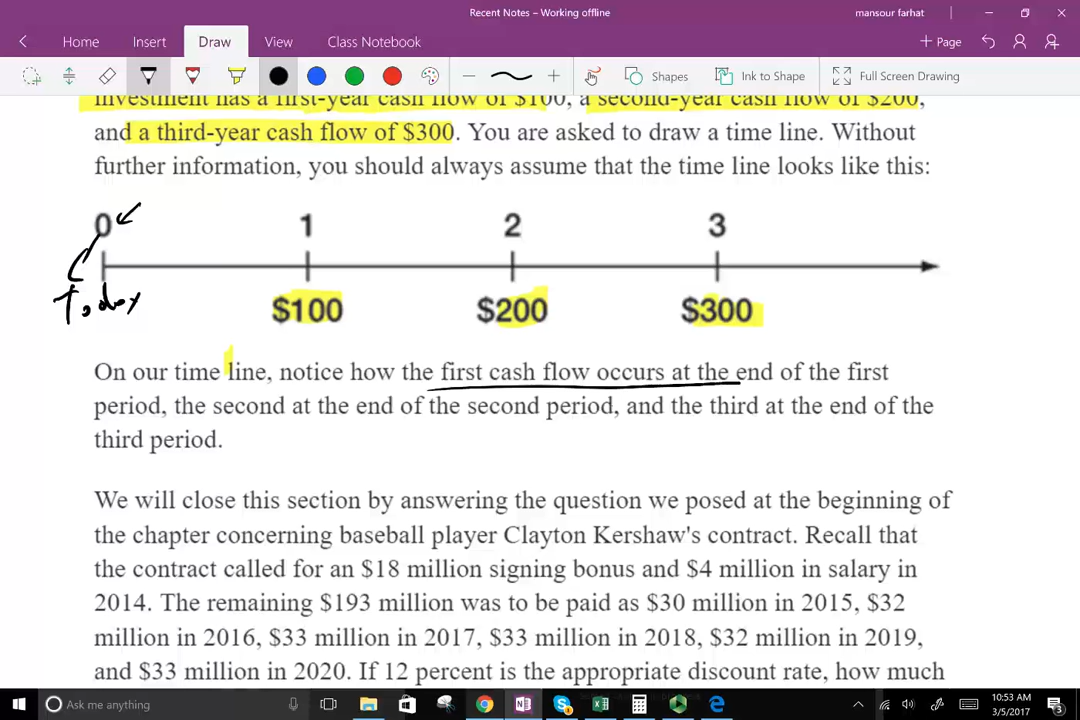 Recent Notes – Working offline
mansour farhat
Home
Insert
Draw
View
Class Notebook
Page
Shapes
Ink to Shape
Full Screen Drawing
investment has a first-year cash flow of $100, a second-year cash flow of $200,
and a third-year cash flow of $300. You are asked to draw a time line. Without
further information, you should always assume that the time line looks like this:
0 1 2 3
Today
$100 $200 $300
On our time line, notice how the first cash flow occurs at the end of the first
period, the second at the end of the second period, and the third at the end of the
third period.
We will close this section by answering the question we posed at the beginning of
the chapter concerning baseball player Clayton Kershaw's contract. Recall that
the contract called for an $18 million signing bonus and $4 million in salary in
2014. The remaining $193 million was to be paid as $30 million in 2015, $32
million in 2016, $33 million in 2017, $33 million in 2018, $32 million in 2019,
and $33 million in 2020. If 12 percent is the appropriate discount rate, how much
Ask me anything
10:53 AM
3/5/2017
3